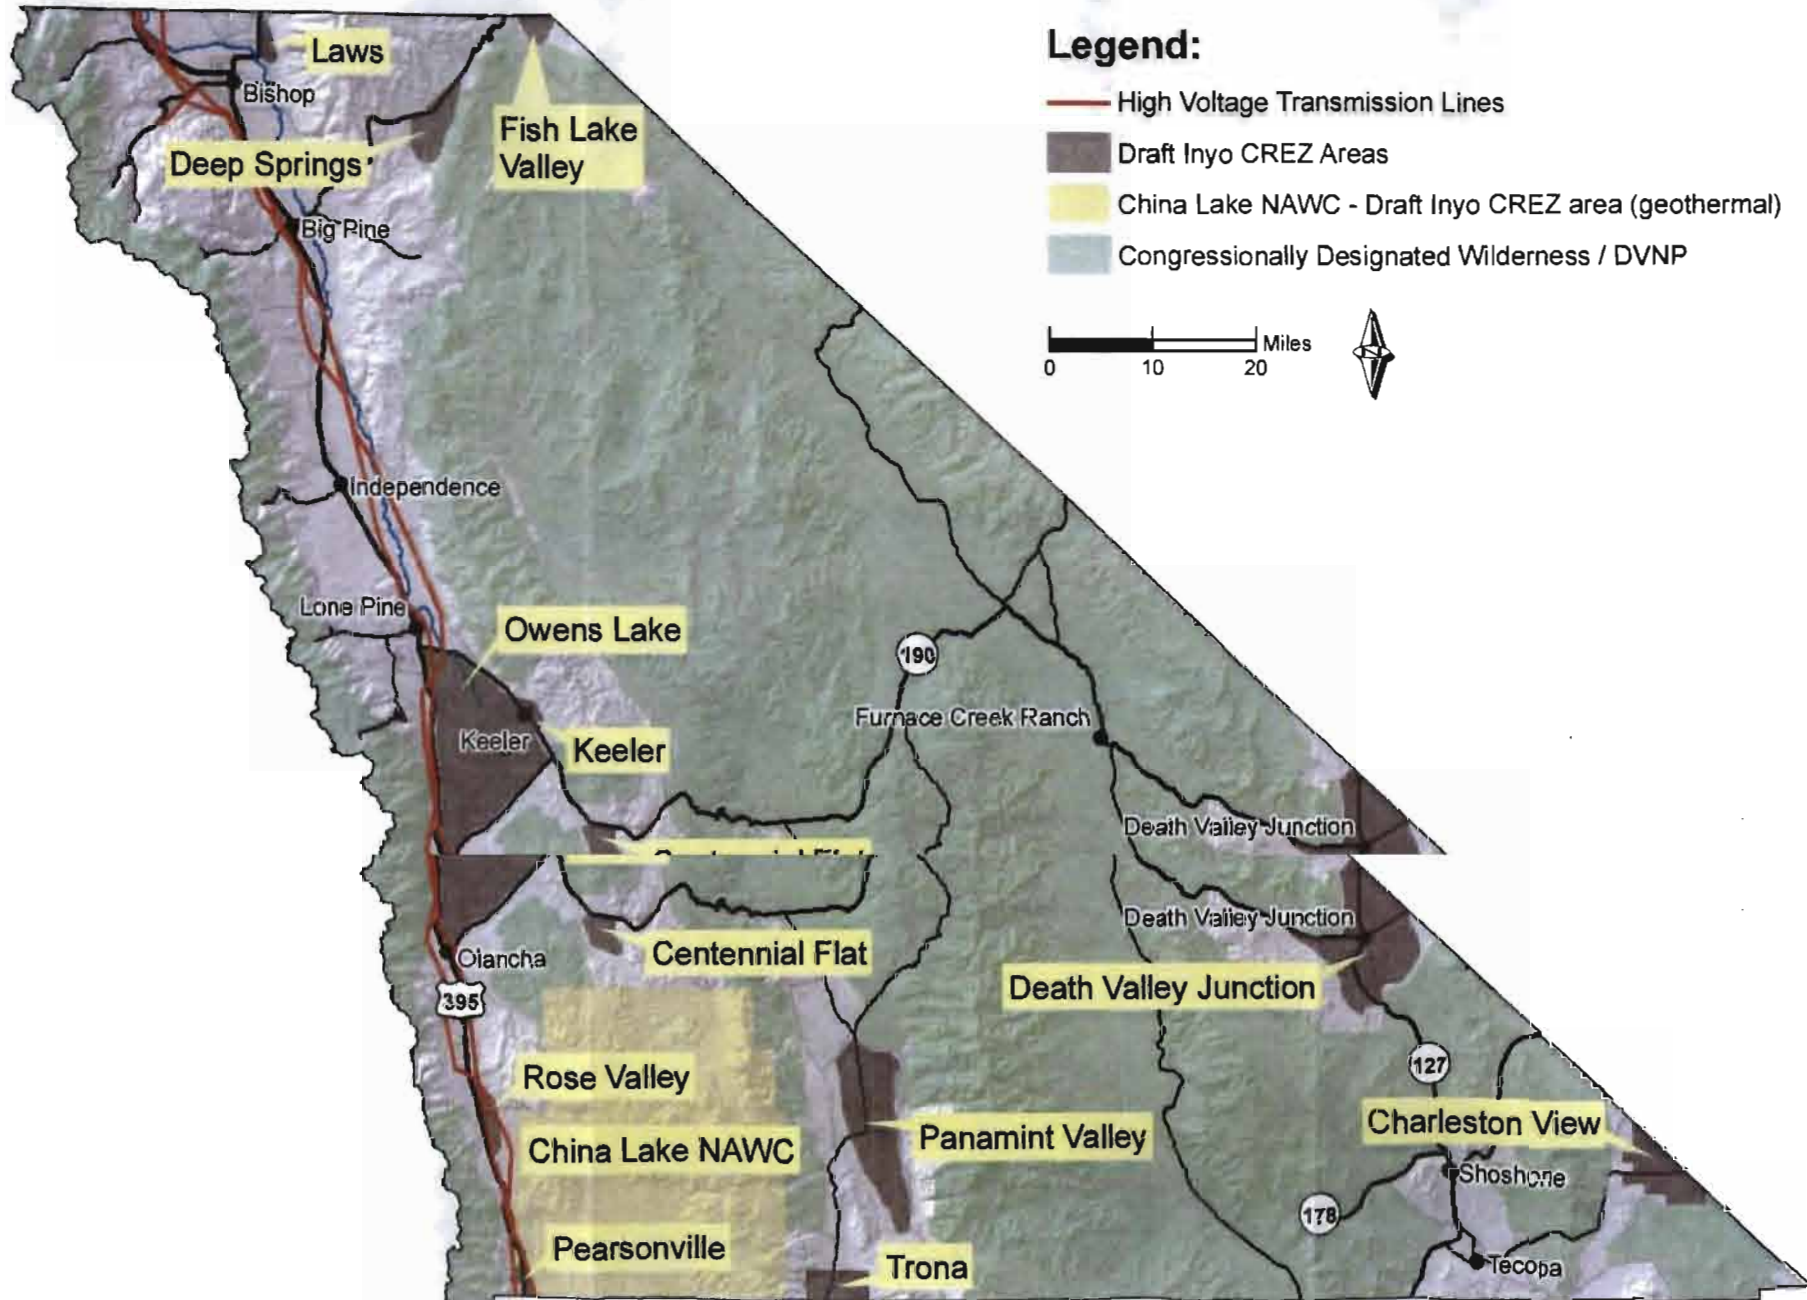 Legend:
High Voltage Transmission Lines
Draft Inyo CREZ Areas
China Lake NAWC - Draft Inyo CREZ area (geothermal)
Congressionally Designated Wilderness / DVNP
Miles
0 10 20
N
Laws
Bishop
Fish Lake
Valley
Deep Springs
Big Pine
Independence
Lone Pine
Owens Lake
190
Furnace Creek Ranch
Keeler
Keeler
Death Valley Junction
Death Valley Junction
Centennial Flat
Olancha
Death Valley Junction
395
127
Rose Valley
Charleston View
China Lake NAWC
Panamint Valley
Shoshone
178
Pearsonville
Trona
Tecopa